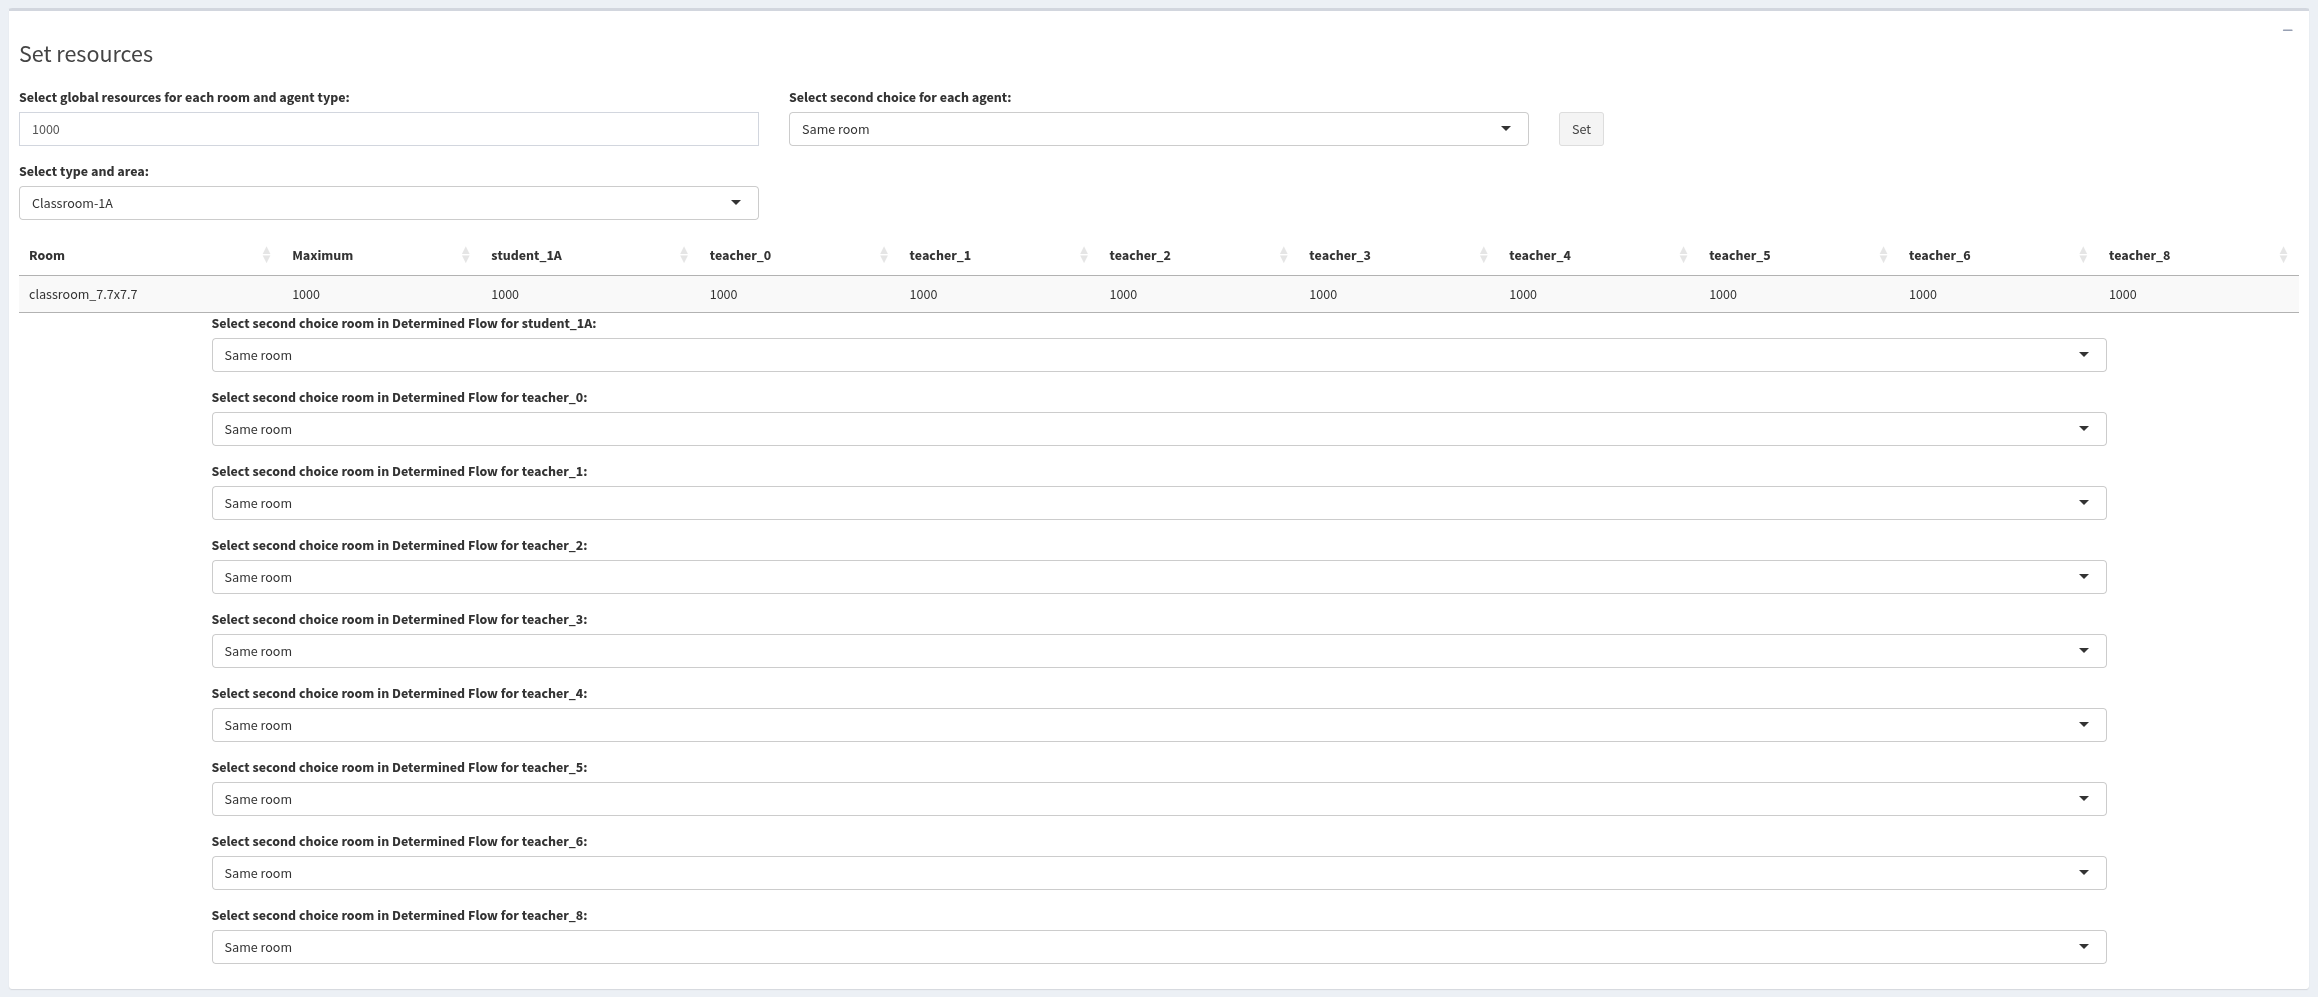 Set resources
Select global resources for each room and agent type:
Select second choice for each agent:
1000
Same room
Set
Select type and area:
Classroom-1A
Room Maximum student_1A teacher_0 teacher_1 teacher_2 teacher_3 teacher_4 teacher_5 teacher_6 teacher_8
classroom_7.7x7.7 1000 1000 1000 1000 1000 1000 1000 1000 1000 1000
Select second choice room in Determined Flow for student_1A:
Same room
Select second choice room in Determined Flow for teacher_0:
Same room
Select second choice room in Determined Flow for teacher_1:
Same room
Select second choice room in Determined Flow for teacher_2:
Same room
Select second choice room in Determined Flow for teacher_3:
Same room
Select second choice room in Determined Flow for teacher_4:
Same room
Select second choice room in Determined Flow for teacher_5:
Same room
Select second choice room in Determined Flow for teacher_6:
Same room
Select second choice room in Determined Flow for teacher_8:
Same room